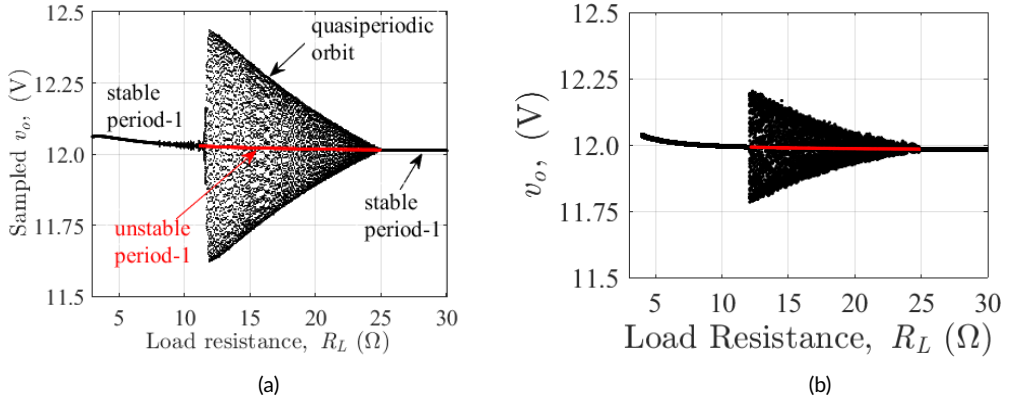 12.5
12.25
12.0
11.75
11.5
Sampled v_o, (V)
quasiperiodic
orbit
stable
period-1
unstable
period-1
stable
period-1
5 10 15 20 25 30
Load resistance, R_L (Ω)
(a)
12.5
12.25
12.0
11.75
11.5
v_o, (V)
5 10 15 20 25 30
Load Resistance, R_L (Ω)
(b)